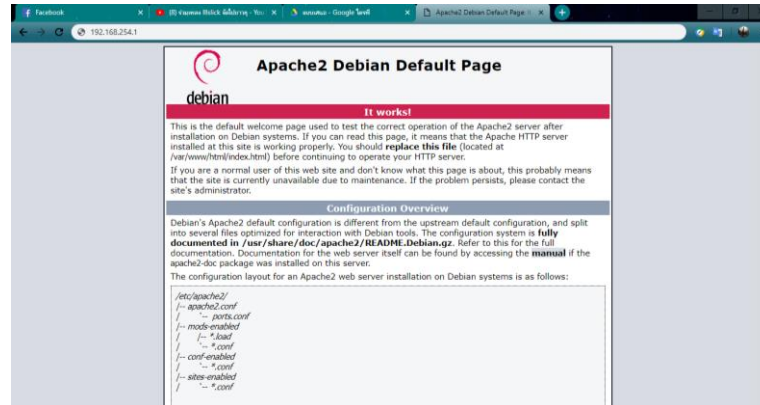 Facebook
Google ไดรฟ์
Apache2 Debian Default Page
192.168.254.1
debian
Apache2 Debian Default Page
It works!
This is the default welcome page used to test the correct operation of the Apache2 server after
installation on Debian systems. If you can read this page, it means that the Apache HTTP server
installed at this site is working properly. You should replace this file (located at
/var/www/html/index.html) before continuing to operate your HTTP server.
If you are a normal user of this web site and don't know what this page is about, this probably means
that the site is currently unavailable due to maintenance. If the problem persists, please contact the
site's administrator.
Configuration Overview
Debian's Apache2 default configuration is different from the upstream default configuration, and split
into several files optimized for interaction with Debian tools. The configuration system is fully
documented in /usr/share/doc/apache2/README.Debian.gz. Refer to this for the full
documentation. Documentation for the web server itself can be found by accessing the manual if the
apache2-doc package was installed on this server.
The configuration layout for an Apache2 web server installation on Debian systems is as follows:
/etc/apache2/
|-- apache2.conf
|   `-- ports.conf
|-- mods-enabled
|   |-- *.load
|   `-- *.conf
|-- conf-enabled
|   `-- *.conf
|-- sites-enabled
|   `-- *.conf